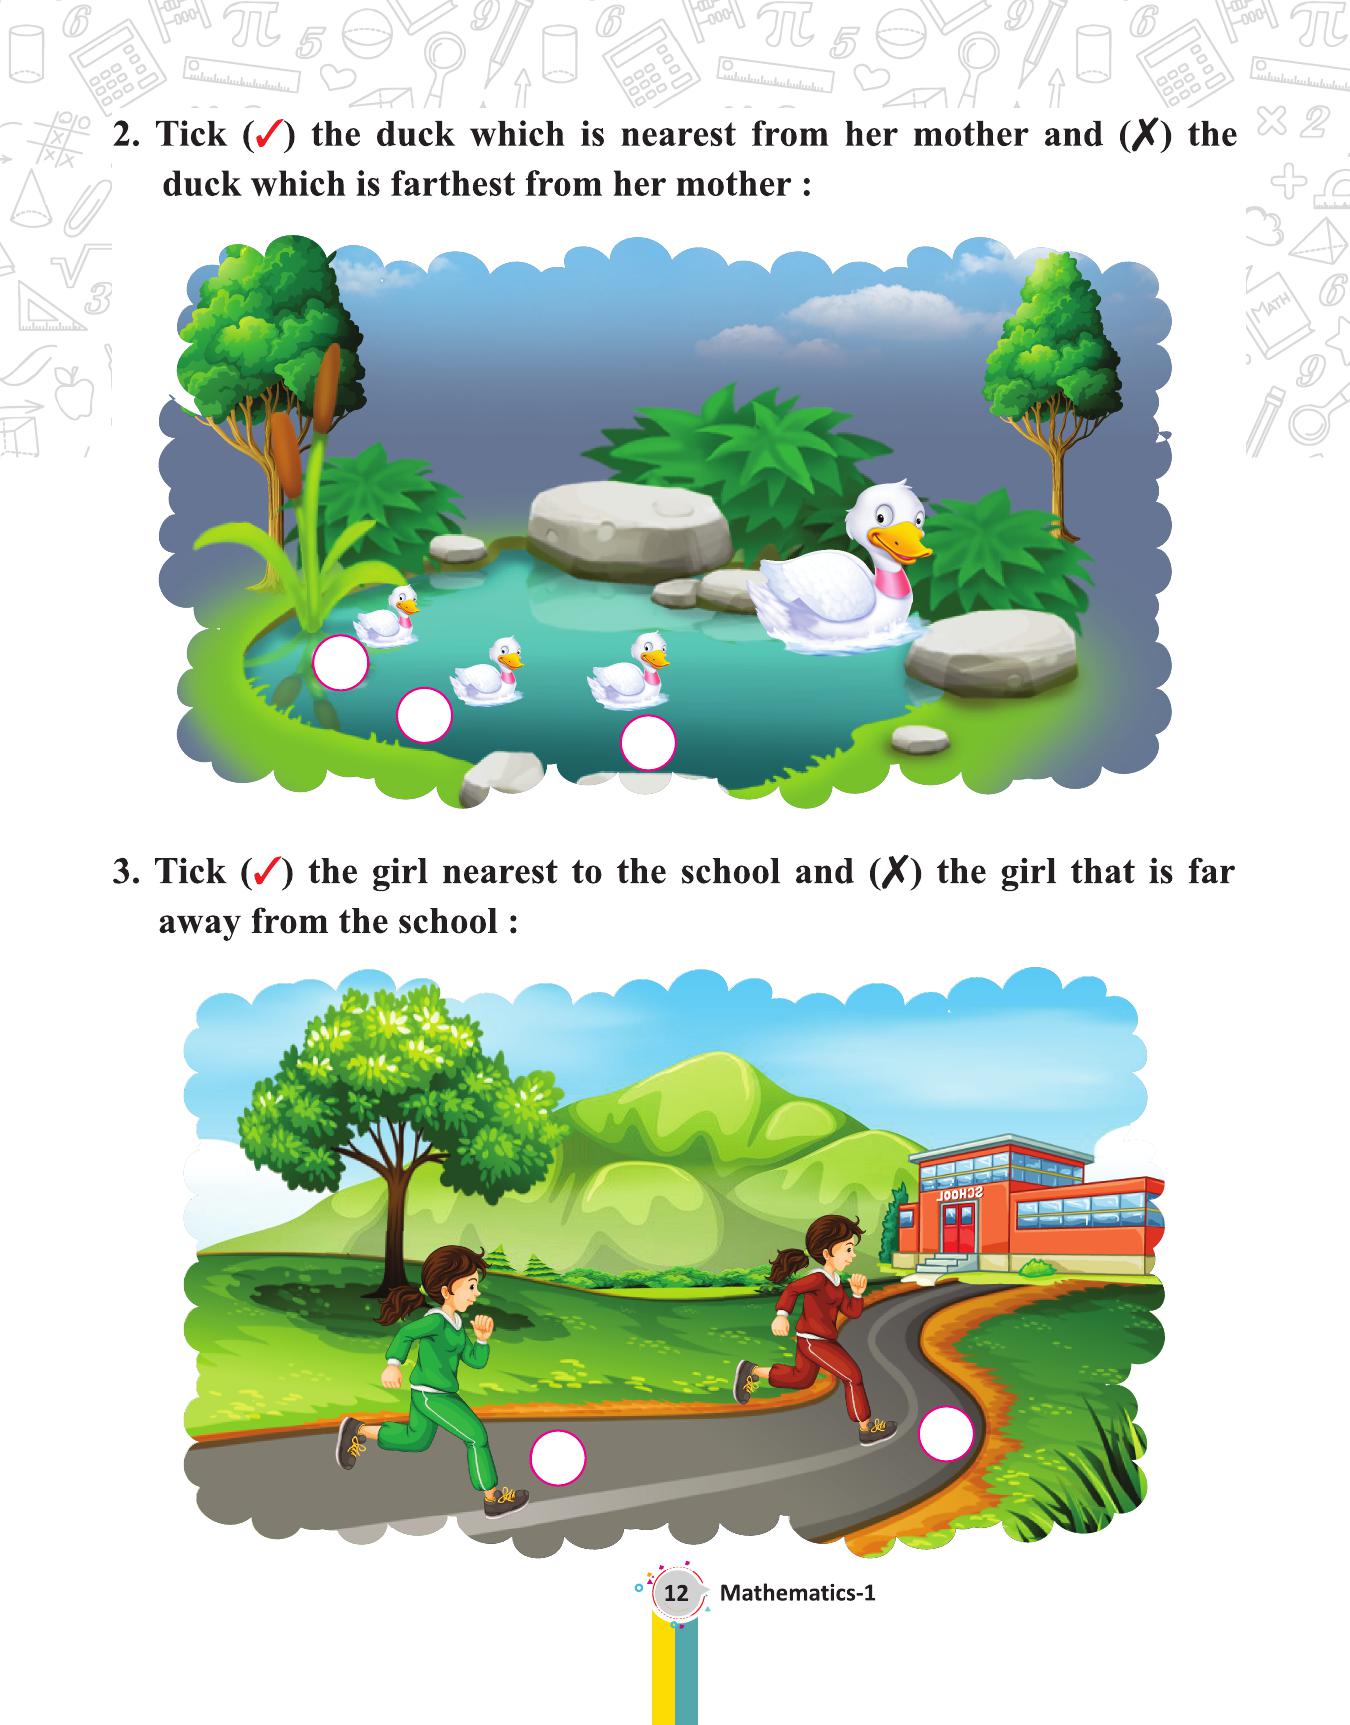 2. Tick (✓) the duck which is nearest from her mother and (✗) the
duck which is farthest from her mother :
3. Tick (✓) the girl nearest to the school and (✗) the girl that is far
away from the school :
SCHOOL
12 Mathematics-1